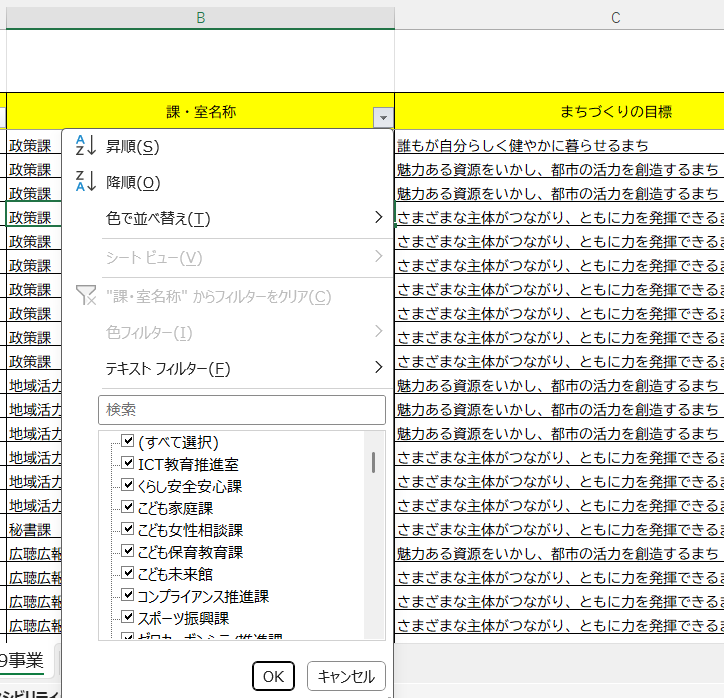 B C
課・室名称 まちづくりの目標
政策課 誰もが自分らしく健やかに暮らせるまち
政策課 魅力ある資源をいかし、都市の活力を創造するまち
政策課 魅力ある資源をいかし、都市の活力を創造するまち
政策課 さまざまな主体がつながり、ともに力を発揮できる
政策課 さまざまな主体がつながり、ともに力を発揮できる
政策課 さまざまな主体がつながり、ともに力を発揮できる
政策課 さまざまな主体がつながり、ともに力を発揮できる
政策課 さまざまな主体がつながり、ともに力を発揮できる
政策課 さまざまな主体がつながり、ともに力を発揮できる
政策課 さまざまな主体がつながり、ともに力を発揮できる
地域活力 魅力ある資源をいかし、都市の活力を創造するまち
地域活力 魅力ある資源をいかし、都市の活力を創造するまち
地域活力 魅力ある資源をいかし、都市の活力を創造するまち
地域活力 さまざまな主体がつながり、ともに力を発揮できる
地域活力 さまざまな主体がつながり、ともに力を発揮できる
地域活力 さまざまな主体がつながり、ともに力を発揮できる
秘書課 さまざまな主体がつながり、ともに力を発揮できる
広聴広報 魅力ある資源をいかし、都市の活力を創造するまち
広聴広報 さまざまな主体がつながり、ともに力を発揮できる
広聴広報 さまざまな主体がつながり、ともに力を発揮できる
広聴広報 さまざまな主体がつながり、ともに力を発揮できる
昇順(S)
降順(O)
色で並べ替え(T)
シート ビュー(V)
"課・室名称" からフィルターをクリア(C)
色フィルター(I)
テキスト フィルター(F)
検索
(すべて選択)
ICT教育推進室
くらし安全安心課
こども家庭課
こども女性相談課
こども保育教育課
こども未来館
コンプライアンス推進課
スポーツ振興課
ゼロカーボンシティ推進課
OK キャンセル
9事業